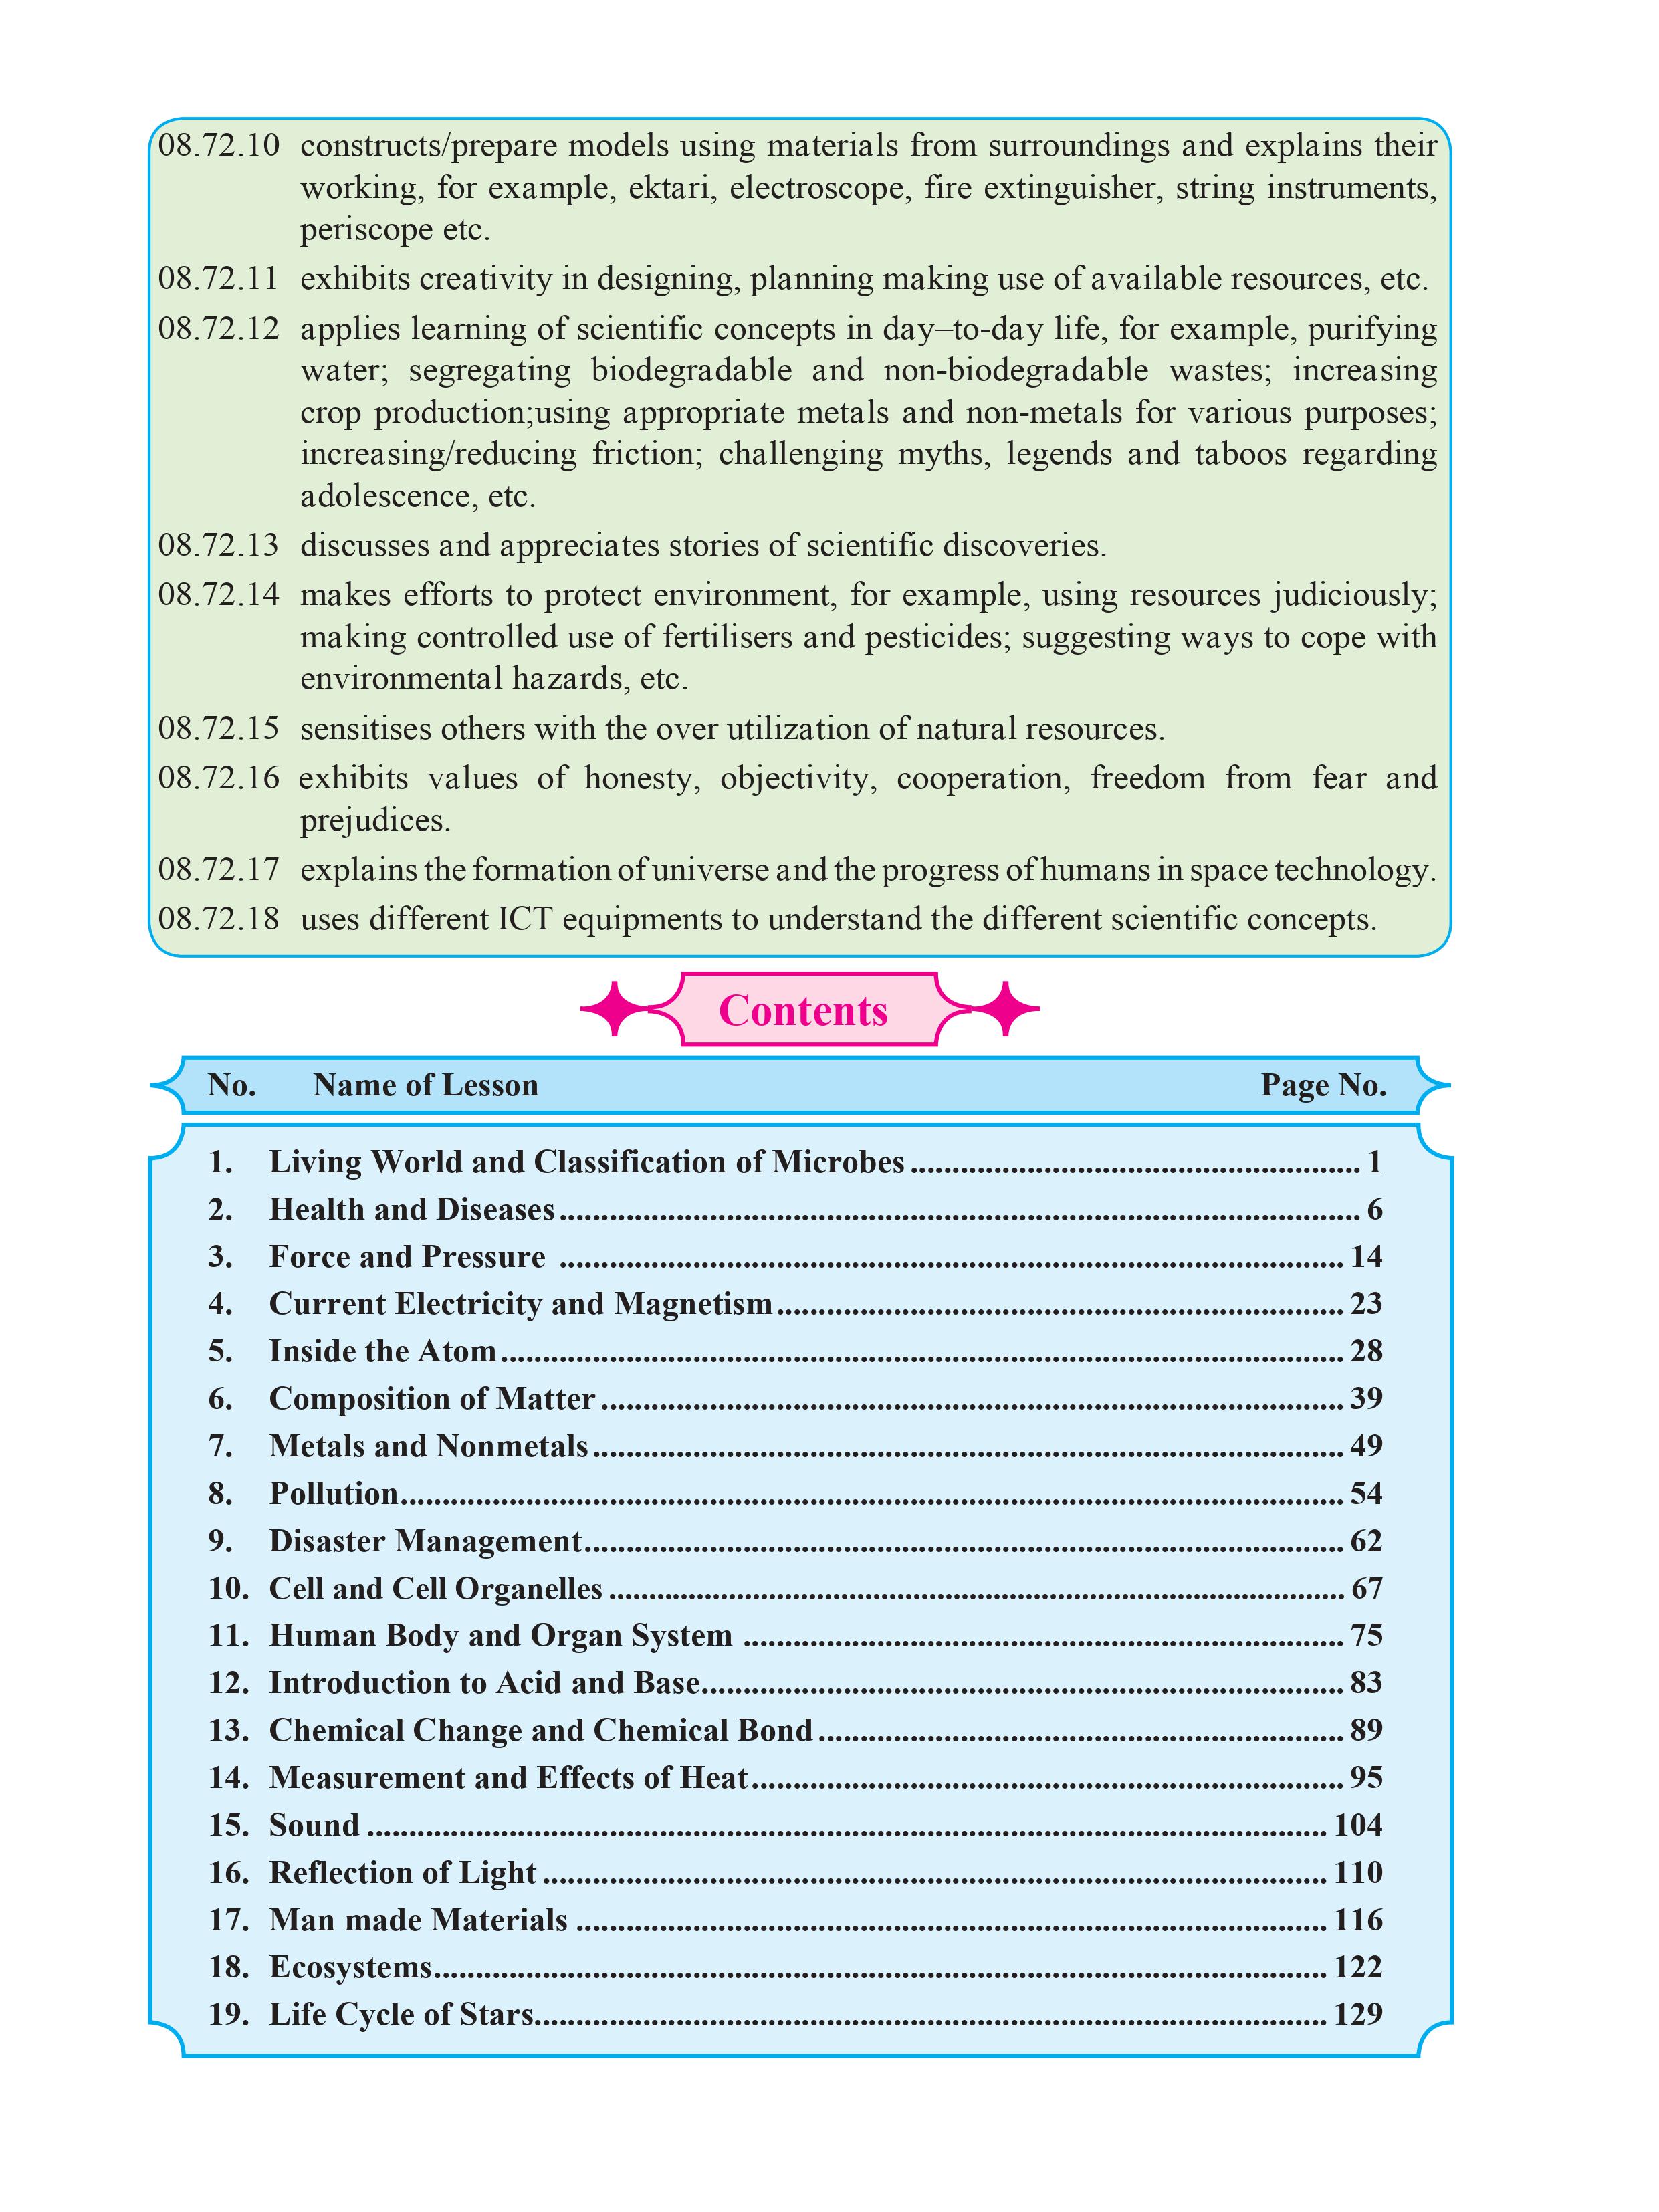 08.72.10 constructs/prepare models using materials from surroundings and explains their
working, for example, ektari, electroscope, fire extinguisher, string instruments,
periscope etc.
08.72.11 exhibits creativity in designing, planning making use of available resources, etc.
08.72.12 applies learning of scientific concepts in day–to-day life, for example, purifying
water; segregating biodegradable and non-biodegradable wastes; increasing
crop production;using appropriate metals and non-metals for various purposes;
increasing/reducing friction; challenging myths, legends and taboos regarding
adolescence, etc.
08.72.13 discusses and appreciates stories of scientific discoveries.
08.72.14 makes efforts to protect environment, for example, using resources judiciously;
making controlled use of fertilisers and pesticides; suggesting ways to cope with
environmental hazards, etc.
08.72.15 sensitises others with the over utilization of natural resources.
08.72.16 exhibits values of honesty, objectivity, cooperation, freedom from fear and
prejudices.
08.72.17 explains the formation of universe and the progress of humans in space technology.
08.72.18 uses different ICT equipments to understand the different scientific concepts.
Contents
No. Name of Lesson Page No.
1. Living World and Classification of Microbes ........ 1
2. Health and Diseases ........ 6
3. Force and Pressure ........ 14
4. Current Electricity and Magnetism ........ 23
5. Inside the Atom ........ 28
6. Composition of Matter ........ 39
7. Metals and Nonmetals ........ 49
8. Pollution ........ 54
9. Disaster Management ........ 62
10. Cell and Cell Organelles ........ 67
11. Human Body and Organ System ........ 75
12. Introduction to Acid and Base ........ 83
13. Chemical Change and Chemical Bond ........ 89
14. Measurement and Effects of Heat ........ 95
15. Sound ........ 104
16. Reflection of Light ........ 110
17. Man made Materials ........ 116
18. Ecosystems ........ 122
19. Life Cycle of Stars ........ 129